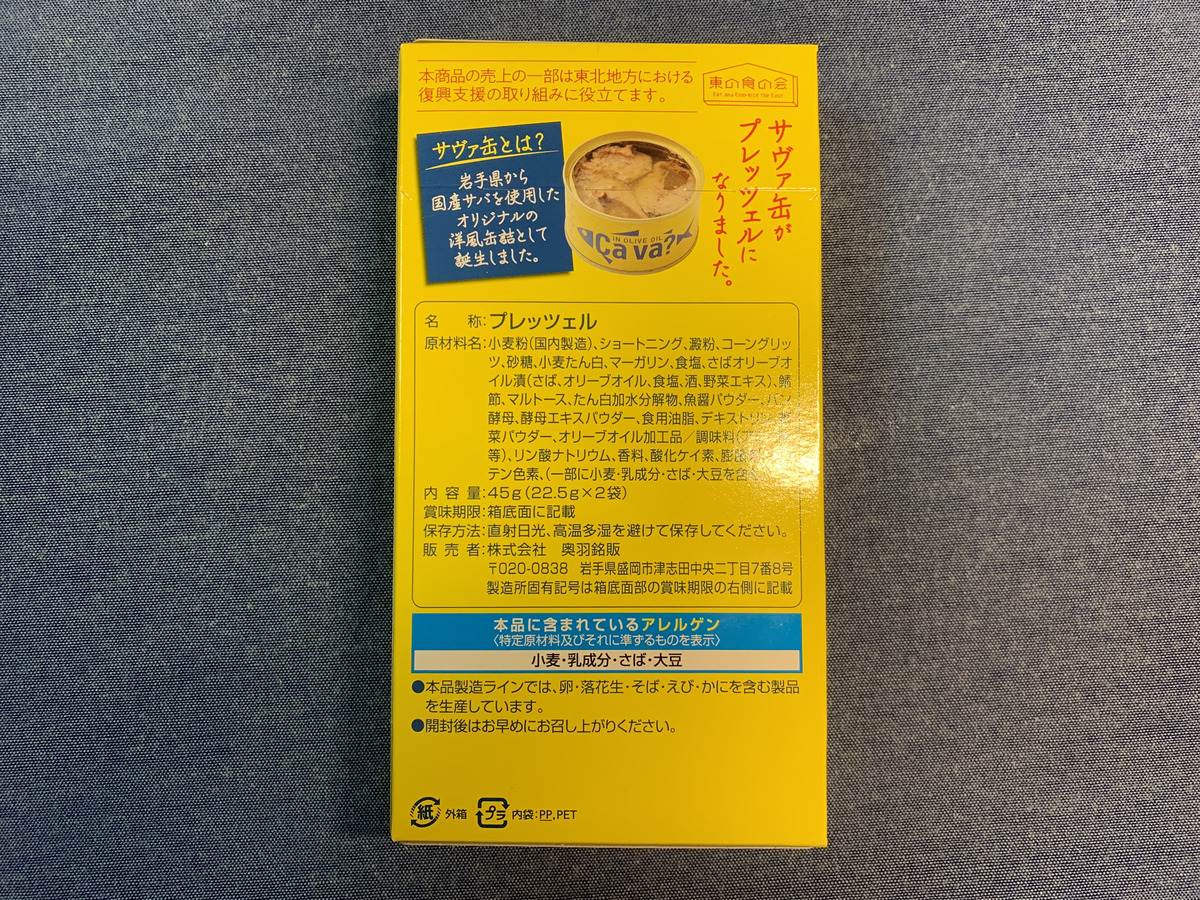 本商品の売上の一部は東北地方における
復興支援の取り組みに役立てます。
東の食の会
Eat and Energize the East
サヴァ缶が
プレッツェルに
なりました。
サヴァ缶とは?
岩手県から
国産サバを使用した
オリジナルの
洋風缶詰として
誕生しました。
IN OLIVE OIL
Ça va?
名 称:プレッツェル
原材料名:小麦粉(国内製造)、ショートニング、澱粉、コーングリッ
ツ、砂糖、小麦たん白、マーガリン、食塩、さばオリーブオ
イル漬(さば、オリーブオイル、食塩、酒、野菜エキス)、鯖
節、マルトース、たん白加水分解物、魚醤パウダー、パン
酵母、酵母エキスパウダー、食用油脂、デキストリン、
菜パウダー、オリーブオイル加工品/調味料(ア
等)、リン酸ナトリウム、香料、酸化ケイ素、膨
テン色素、(一部に小麦・乳成分・さば・大豆を含
内容量:45g(22.5g×2袋)
賞味期限:箱底面に記載
保存方法:直射日光、高温多湿を避けて保存してください。
販売者:株式会社 奥羽銘販
〒020-0838 岩手県盛岡市津志田中央二丁目7番8号
製造所固有記号は箱底面部の賞味期限の右側に記載
本品に含まれているアレルゲン
〈特定原材料及びそれに準ずるものを表示〉
小麦・乳成分・さば・大豆
●本品製造ラインでは、卵・落花生・そば・えび・かにを含む製品
を生産しています。
●開封後はお早めにお召し上がりください。
紙 外箱 プラ 内袋:PP,PET